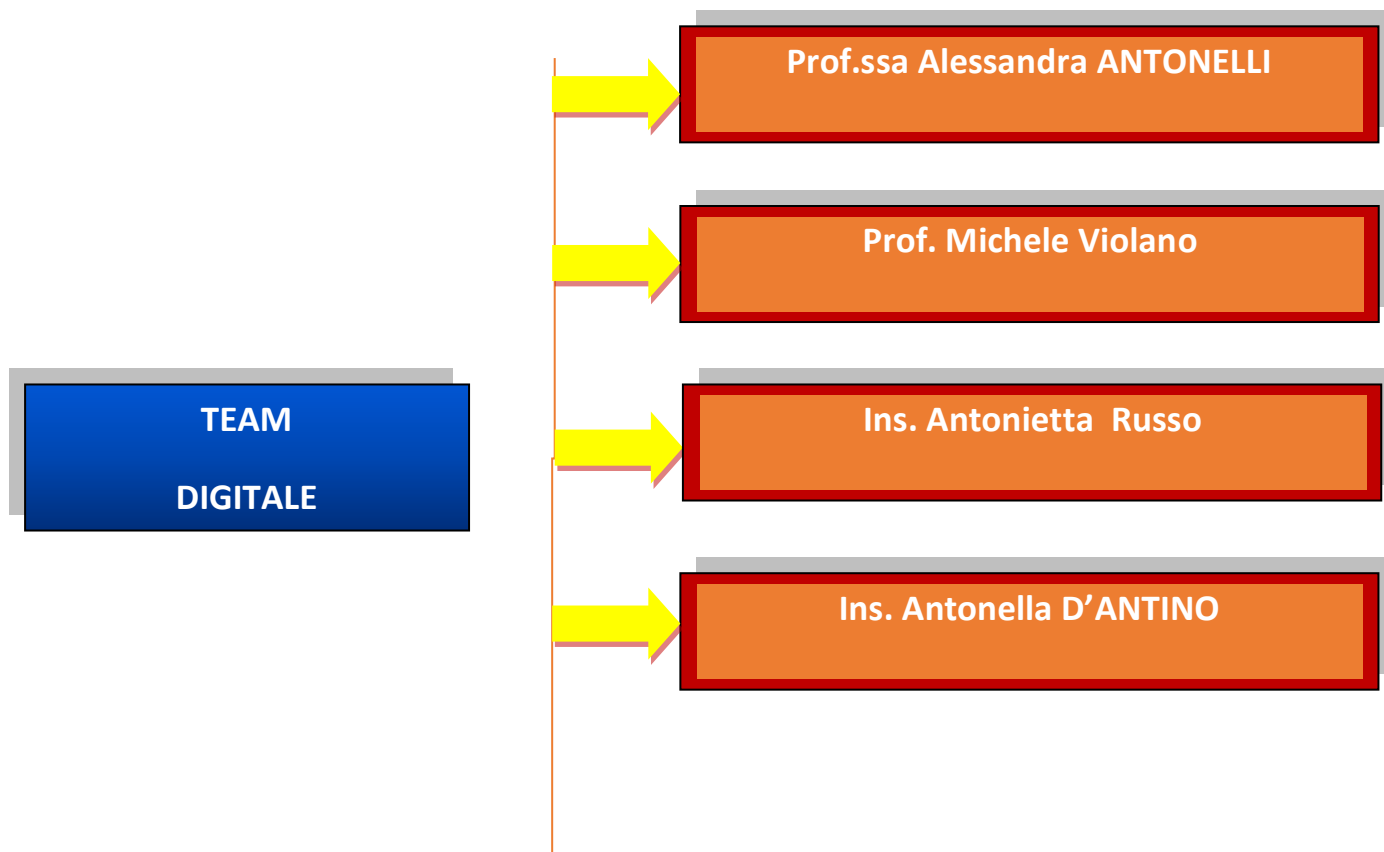 Prof.ssa Alessandra ANTONELLI
Prof. Michele Violano
TEAM
DIGITALE
Ins. Antonietta  Russo
Ins. Antonella D’ANTINO